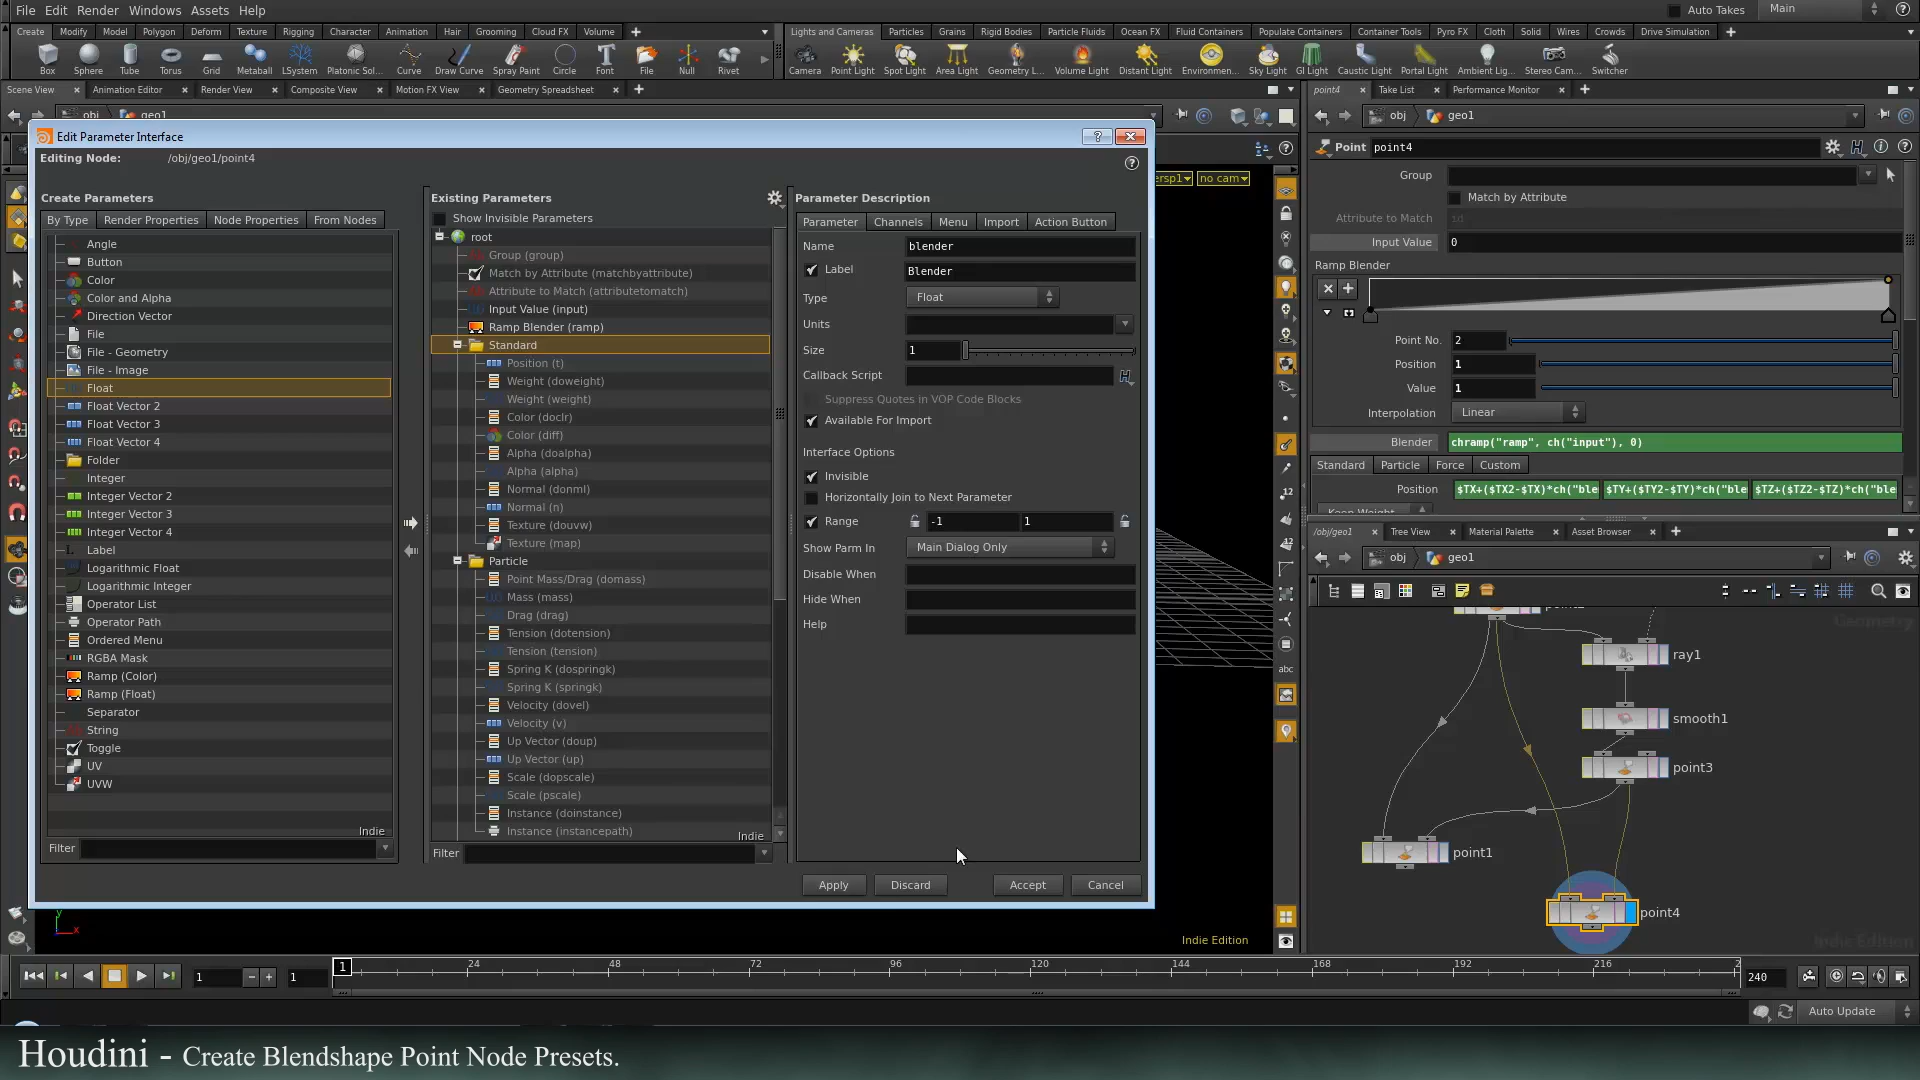 File Edit Render Windows Assets Help
Auto Takes Main
Create Modify Model Polygon Deform Texture Rigging Character Animation Hair Grooming Cloud FX Volume
Lights and Cameras Particles Grains Rigid Bodies Particle Fluids Ocean FX Fluid Containers Populate Containers Container Tools Pyro FX Cloth Solid Wires Crowds Drive Simulation
Box Sphere Tube Torus Grid Metaball LSystem Platonic Sol... Curve Draw Curve Spray Paint Circle Font File Null Rivet
Camera Point Light Spot Light Area Light Geometry L... Volume Light Distant Light Environmen... Sky Light GI Light Caustic Light Portal Light Ambient Lig... Stereo Cam... Switcher
Scene View Animation Editor Render View Composite View Motion FX View Geometry Spreadsheet
obj geo1
Edit Parameter Interface
Editing Node: /obj/geo1/point4
Create Parameters
By Type Render Properties Node Properties From Nodes
Angle
Button
Color
Color and Alpha
Direction Vector
File
File - Geometry
File - Image
Float
Float Vector 2
Float Vector 3
Float Vector 4
Folder
Integer
Integer Vector 2
Integer Vector 3
Integer Vector 4
Label
Logarithmic Float
Logarithmic Integer
Operator List
Operator Path
Ordered Menu
RGBA Mask
Ramp (Color)
Ramp (Float)
Separator
String
Toggle
UV
UVW
Indie
Filter
Existing Parameters
Show Invisible Parameters
root
Group (group)
Match by Attribute (matchbyattribute)
Attribute to Match (attributetomatch)
Input Value (input)
Ramp Blender (ramp)
Standard
Position (t)
Weight (doweight)
Weight (weight)
Color (doclr)
Color (diff)
Alpha (doalpha)
Alpha (alpha)
Normal (donml)
Normal (n)
Texture (douvw)
Texture (map)
Particle
Point Mass/Drag (domass)
Mass (mass)
Drag (drag)
Tension (dotension)
Tension (tension)
Spring K (dospringk)
Spring K (springk)
Velocity (dovel)
Velocity (v)
Up Vector (doup)
Up Vector (up)
Scale (dopscale)
Scale (pscale)
Instance (doinstance)
Instance (instancepath)
Indie
Filter
Parameter Description
Parameter Channels Menu Import Action Button
Name blender
Label Blender
Type Float
Units
Size 1
Callback Script
Suppress Quotes in VOP Code Blocks
Available For Import
Interface Options
Invisible
Horizontally Join to Next Parameter
Range -1 1
Show Parm In Main Dialog Only
Disable When
Hide When
Help
Apply Discard Accept Cancel
ersp1 no cam
12
12
abc
Indie Edition
point4 Take List Performance Monitor
obj geo1
Point point4
Group
Match by Attribute
Attribute to Match id
Input Value 0
Ramp Blender
Point No. 2
Position 1
Value 1
Interpolation Linear
Blender chramp("ramp", ch("input"), 0)
Standard Particle Force Custom
Position $TX+($TX2-$TX)*ch("ble $TY+($TY2-$TY)*ch("ble $TZ+($TZ2-$TZ)*ch("ble
Keep Weight
/obj/geo1 Tree View Material Palette Asset Browser
obj geo1
Geometry
ray1
smooth1
point3
point1
point4
Indie Edition
y
x
1 1 1 24 48 72 96 120 144 168 192 216 2 240
Auto Update
Houdini - Create Blendshape Point Node Presets.